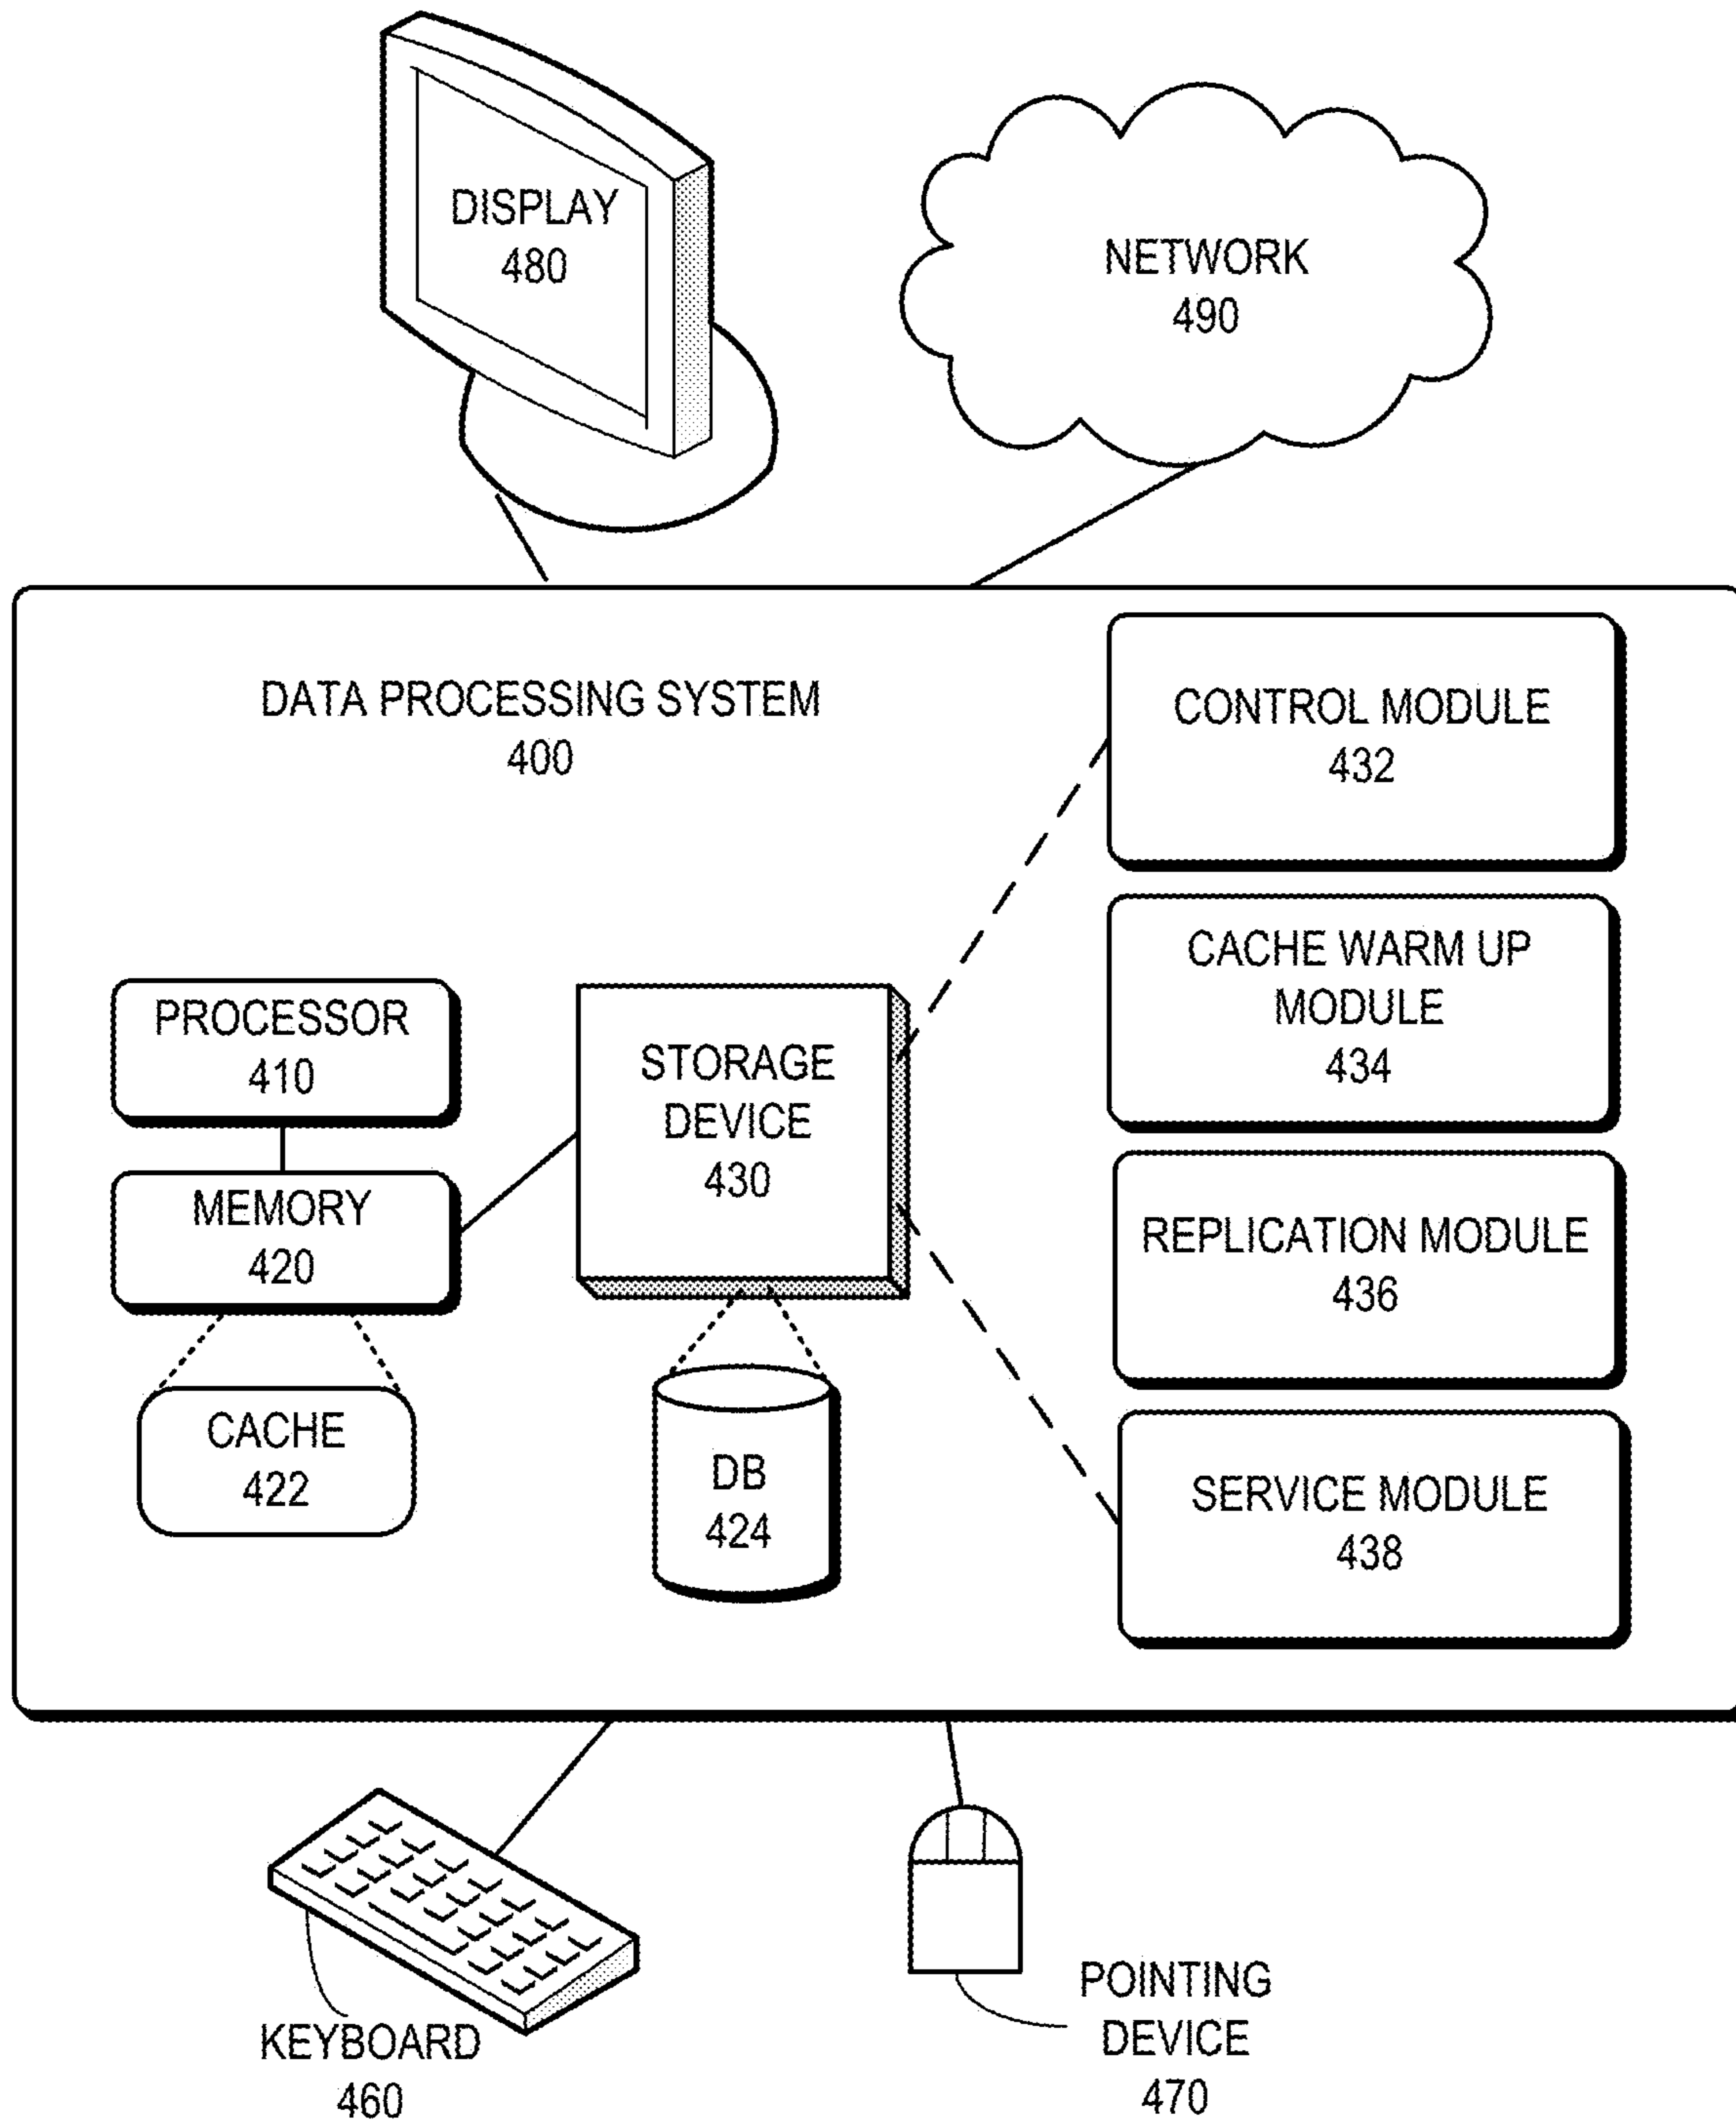 DISPLAY
480
NETWORK
490
DATA PROCESSING SYSTEM
400
CONTROL MODULE
432
CACHE WARM UP
MODULE
434
PROCESSOR
410
STORAGE
DEVICE
430
MEMORY
420
REPLICATION MODULE
436
CACHE
422
DB
424
SERVICE MODULE
438
KEYBOARD
460
POINTING
DEVICE
470